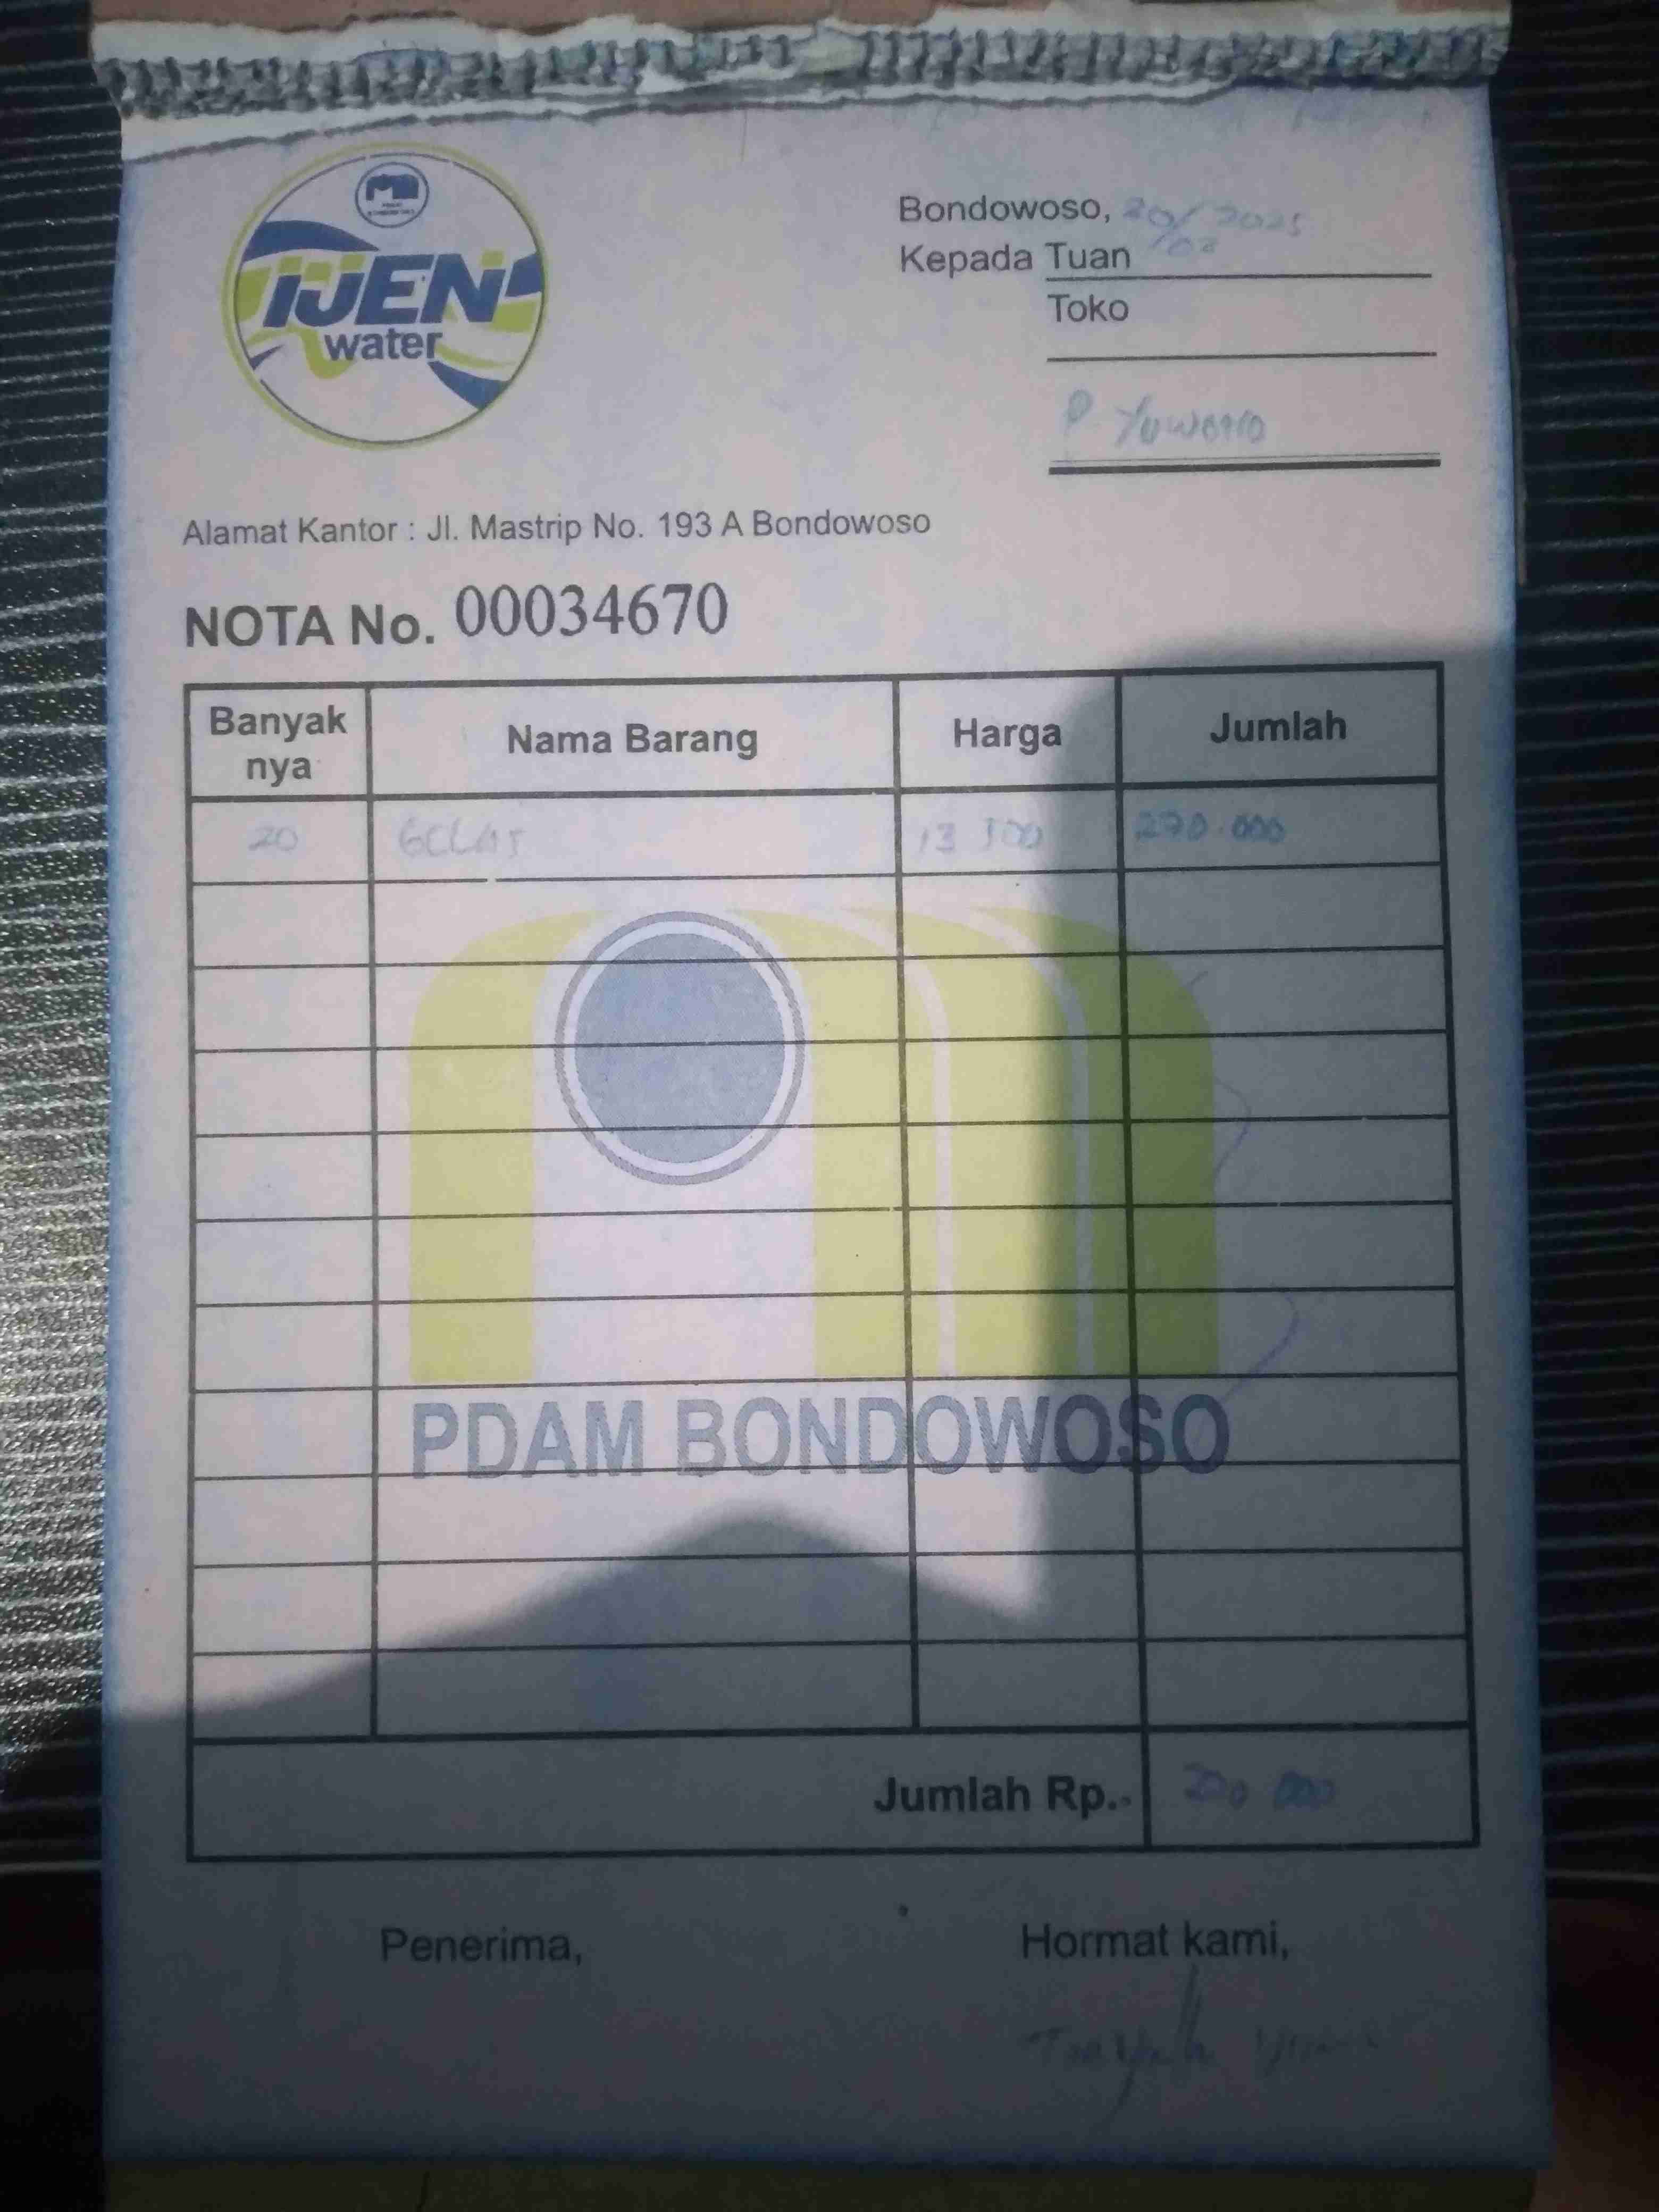 IJEN
water
Bondowoso, 20/02 2025
Kepada Tuan
Toko
P Yuwono
Alamat Kantor : Jl. Mastrip No. 193 A Bondowoso
NOTA No. 00034670
Banyak nya Nama Barang Harga Jumlah
20 GELAS 13 500 270.000
PDAM BONDOWOSO
Jumlah Rp. 270 000
Penerima, Hormat kami,